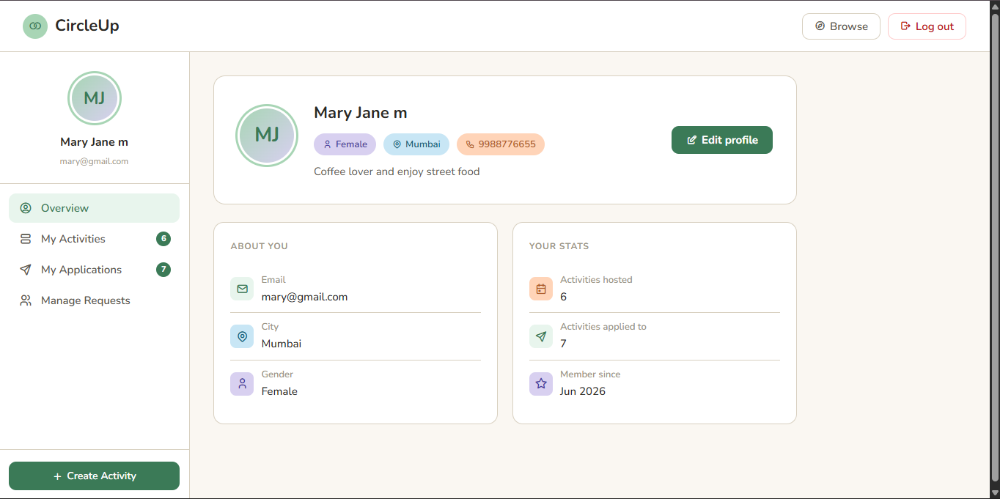 CircleUp
Browse
Log out
MJ
Mary Jane m
mary@gmail.com
Overview
My Activities 6
My Applications 7
Manage Requests
+ Create Activity
MJ
Mary Jane m
Female Mumbai 9988776655
Coffee lover and enjoy street food
Edit profile
ABOUT YOU
Email
mary@gmail.com
City
Mumbai
Gender
Female
YOUR STATS
Activities hosted
6
Activities applied to
7
Member since
Jun 2026